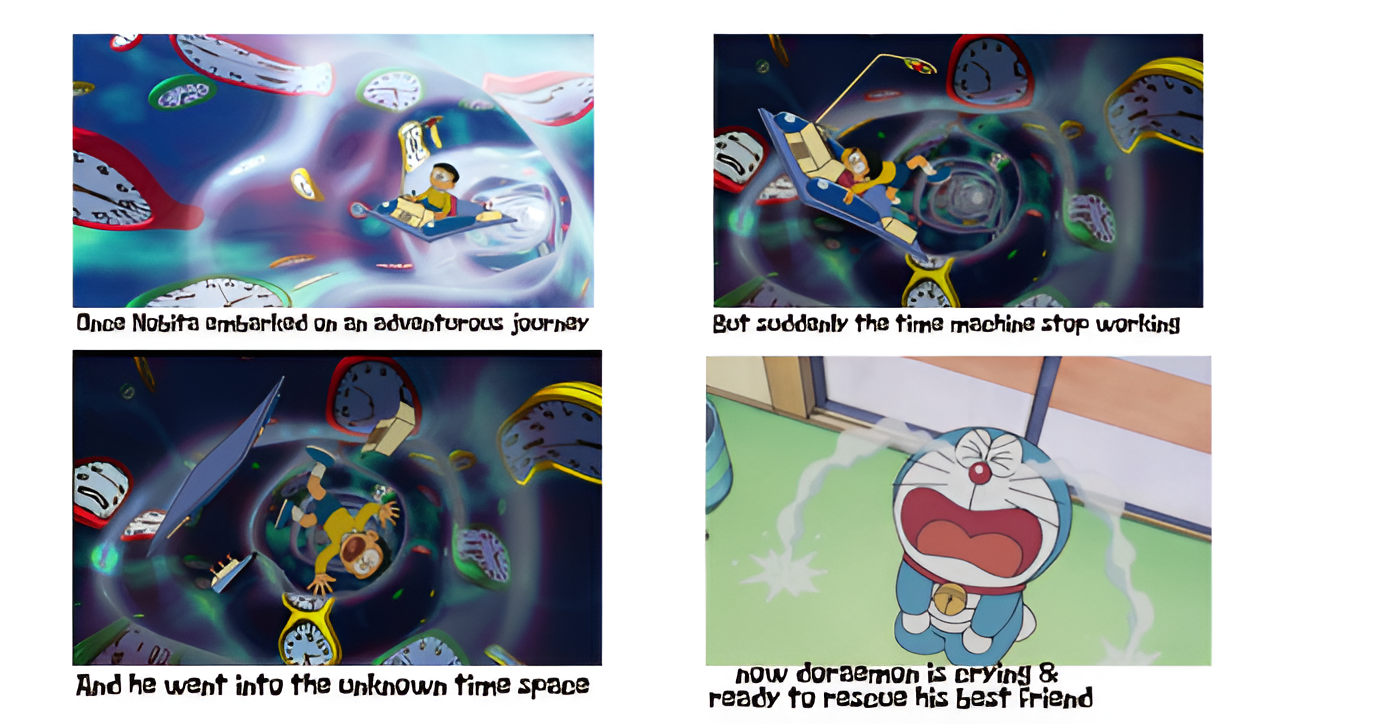 Once Nobita embarked on an adventurous journey
But suddenly the time machine stop working
And he went into the unknown time space
now doraemon is crying &
ready to rescue his best friend